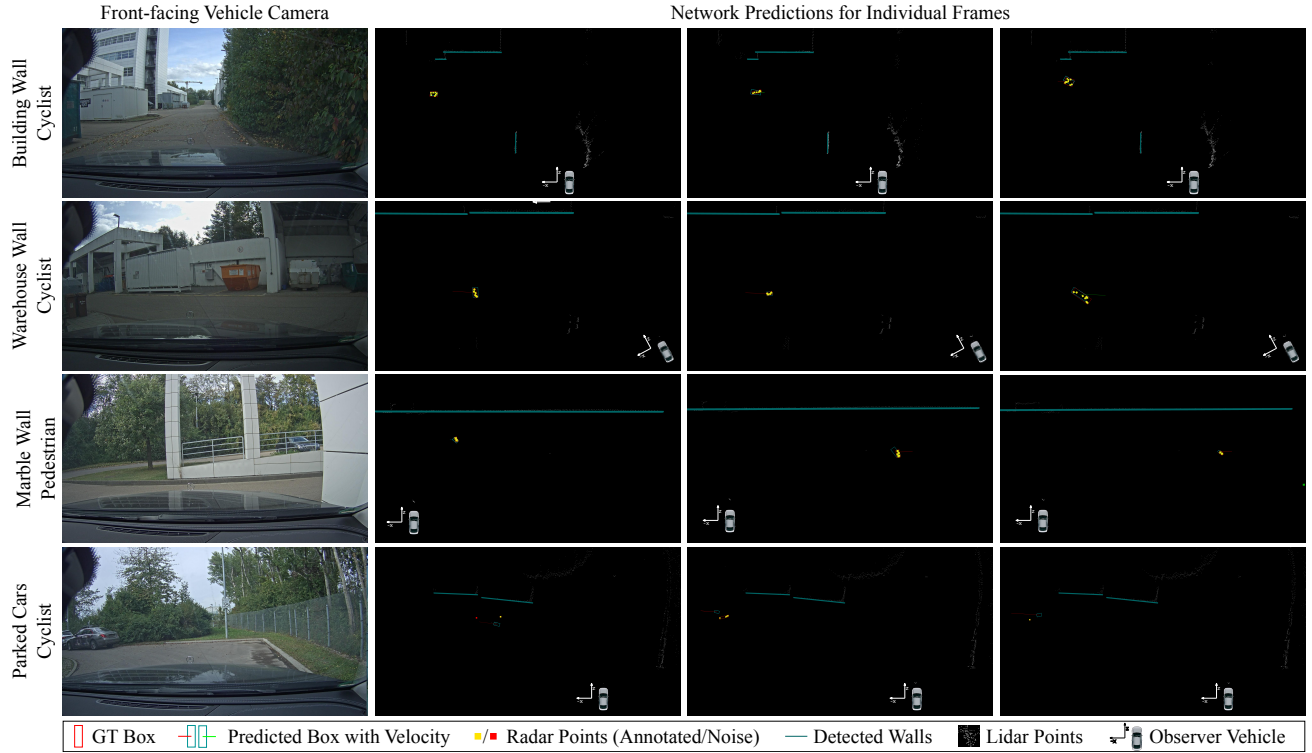 Front-facing Vehicle Camera
Network Predictions for Individual Frames
Building Wall
Cyclist
Warehouse Wall
Cyclist
Marble Wall
Pedestrian
Parked Cars
Cyclist
GT Box
Predicted Box with Velocity
Radar Points (Annotated/Noise)
Detected Walls
Lidar Points
Observer Vehicle